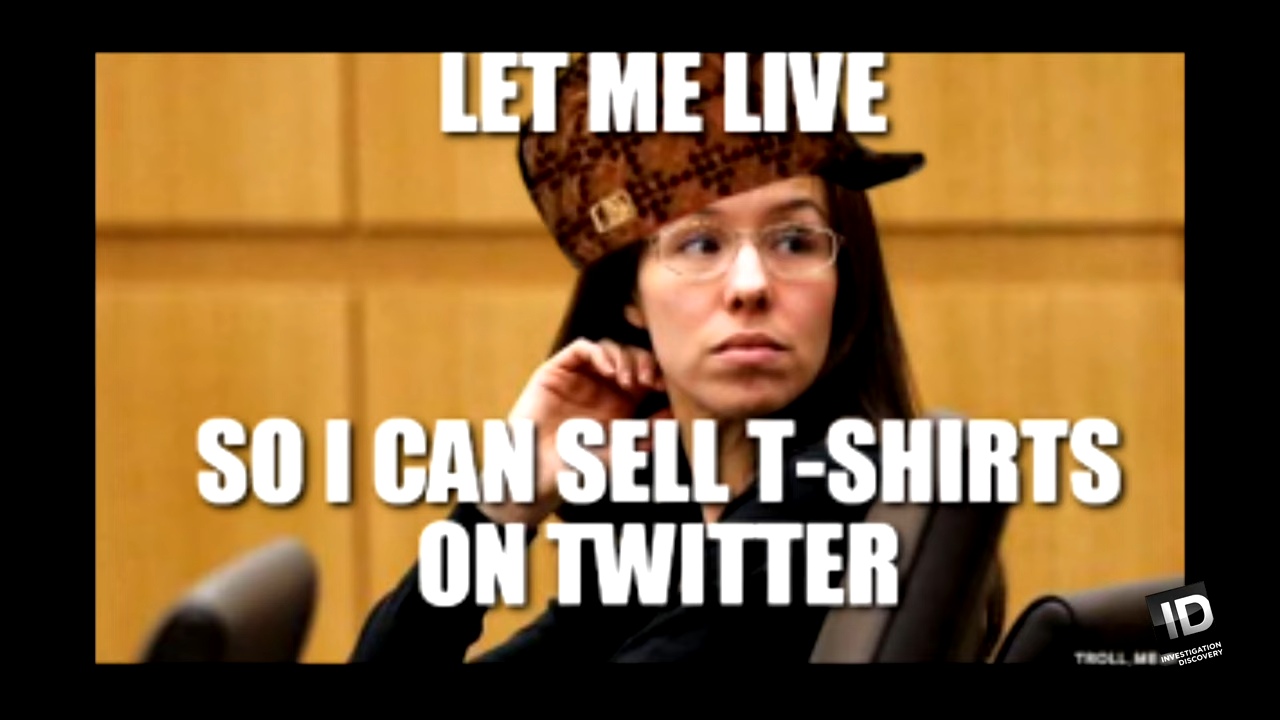 LET ME LIVE
SO I CAN SELL T-SHIRTS
ON TWITTER
ID
INVESTIGATION
DISCOVERY